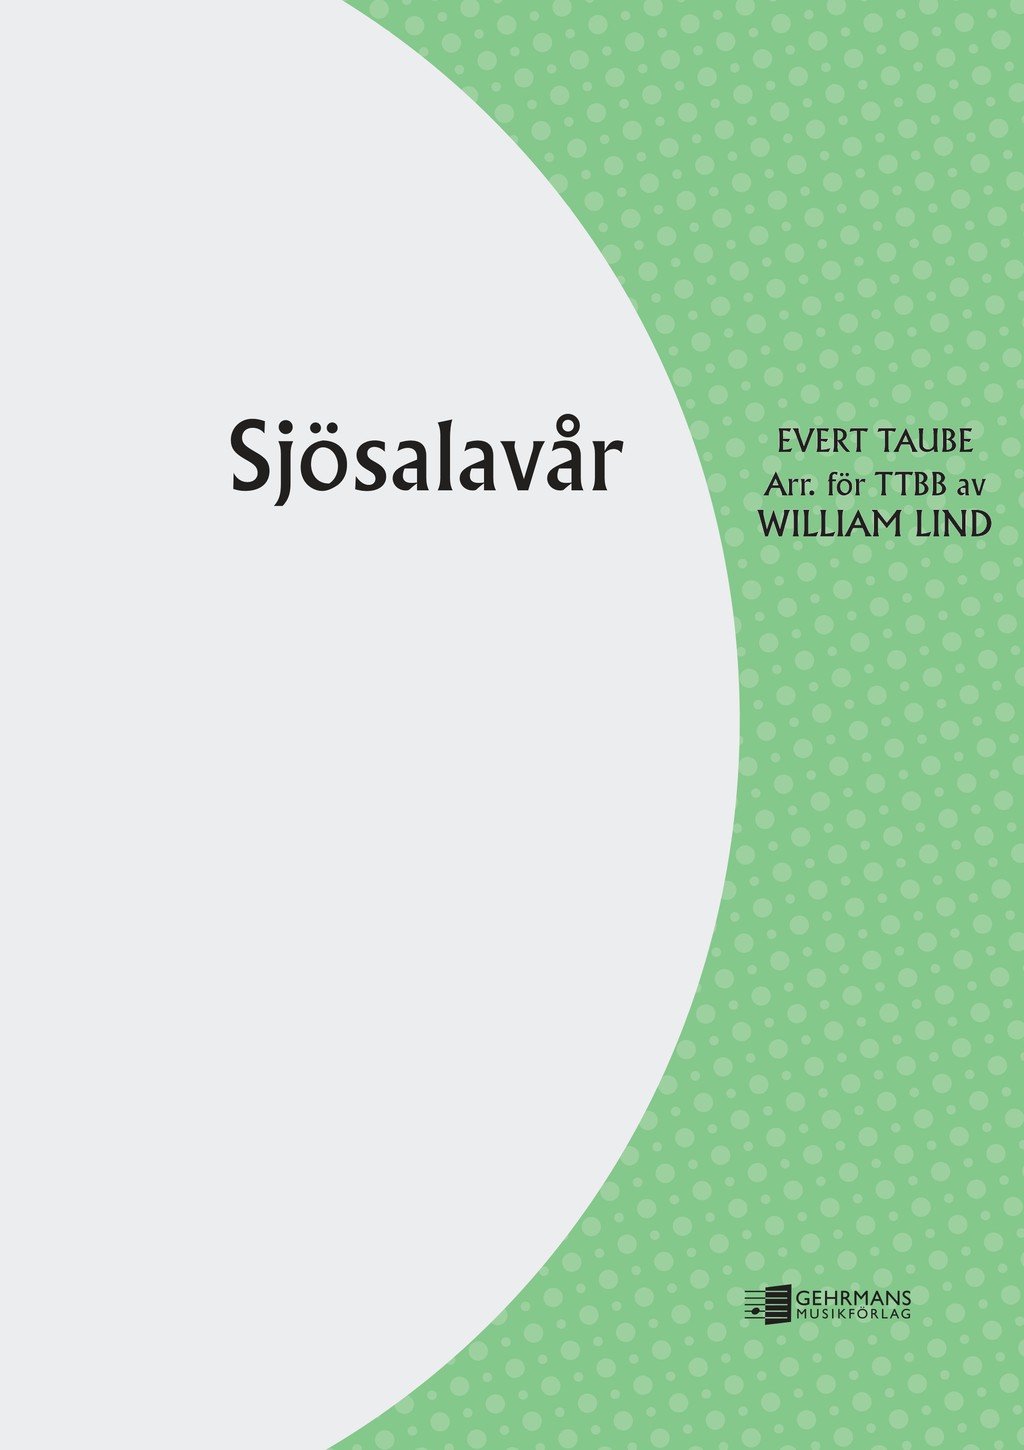 Sjösalavår
EVERT TAUBE
Arr. för TTBB av
WILLIAM LIND
GEHRMANS
MUSIKFÖRLAG